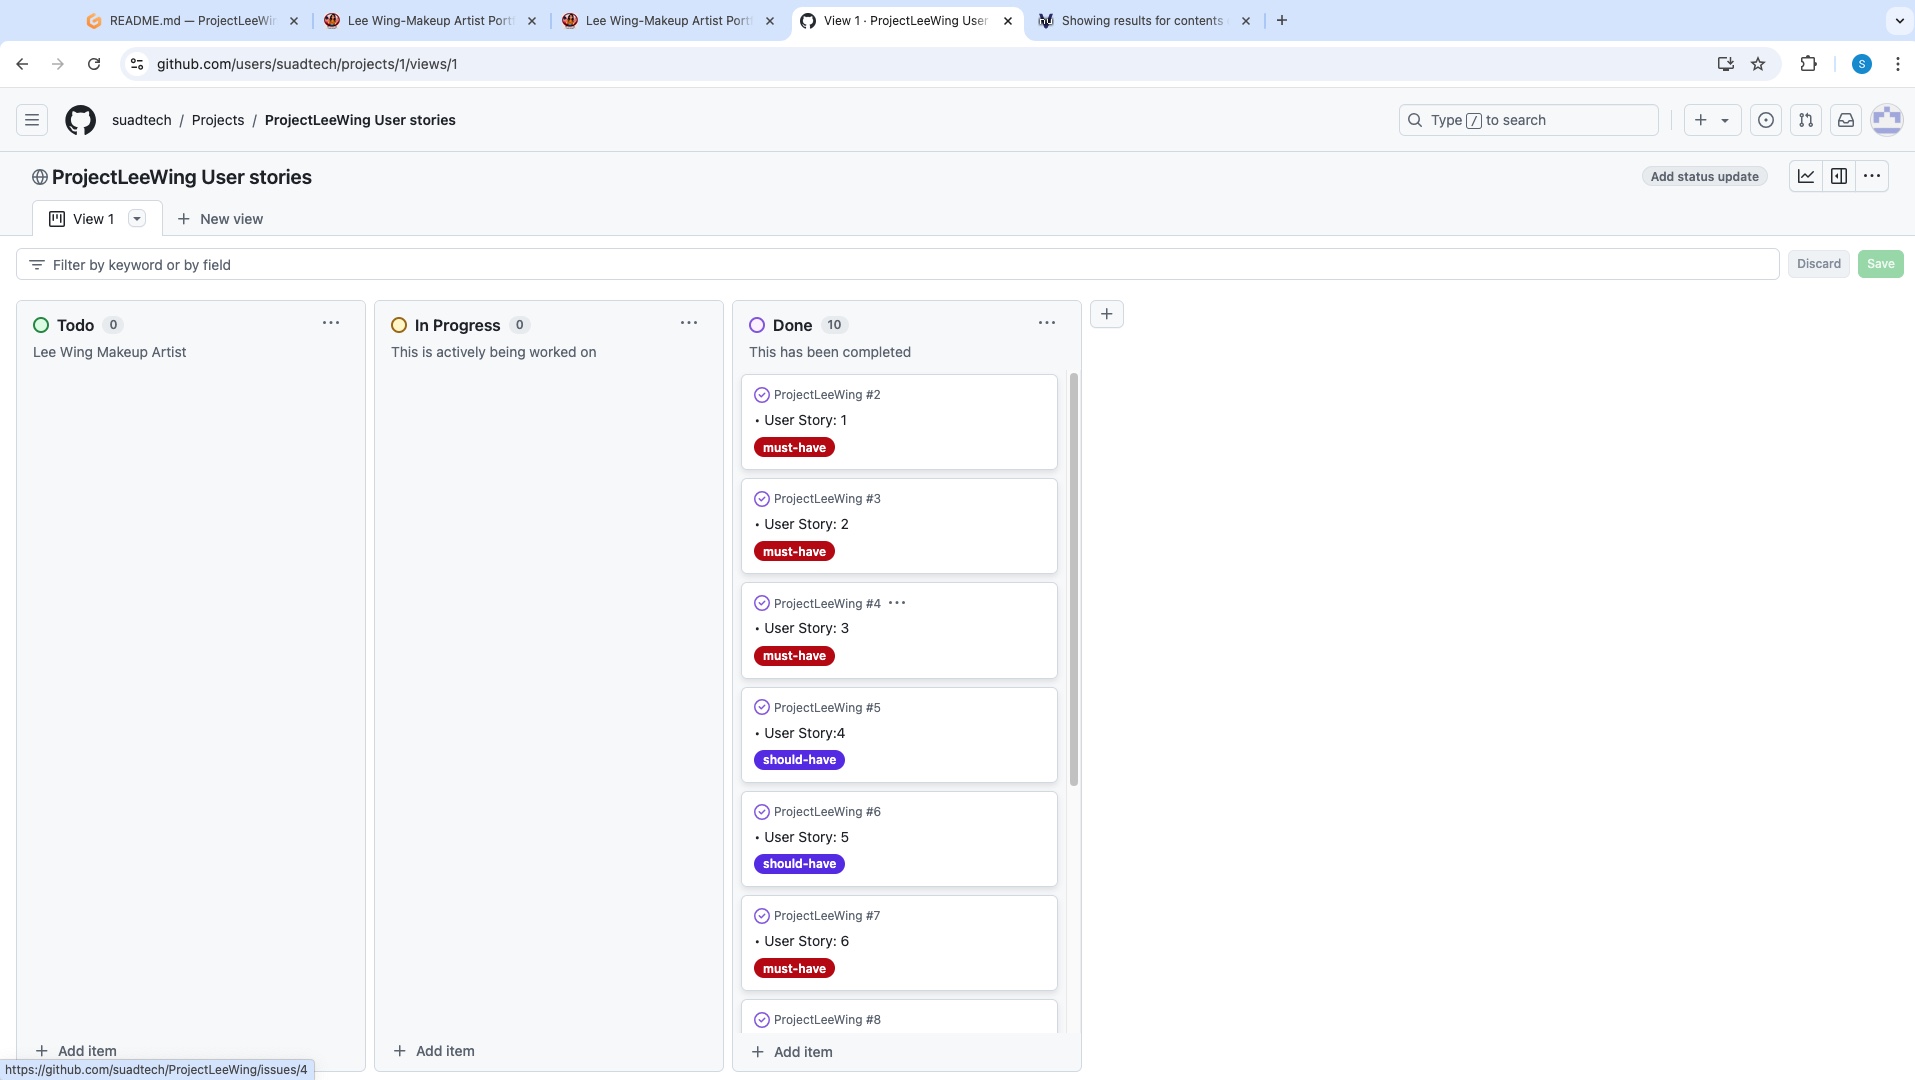 README.md — ProjectLeeWin
Lee Wing-Makeup Artist Portf
Lee Wing-Makeup Artist Portf
View 1 · ProjectLeeWing User
Showing results for contents
github.com/users/suadtech/projects/1/views/1
S
suadtech / Projects / ProjectLeeWing User stories
Type / to search
ProjectLeeWing User stories
Add status update
View 1
New view
Filter by keyword or by field
Discard
Save
Todo 0
Lee Wing Makeup Artist
In Progress 0
This is actively being worked on
Done 10
This has been completed
ProjectLeeWing #2
• User Story: 1
must-have
ProjectLeeWing #3
• User Story: 2
must-have
ProjectLeeWing #4
• User Story: 3
must-have
ProjectLeeWing #5
• User Story:4
should-have
ProjectLeeWing #6
• User Story: 5
should-have
ProjectLeeWing #7
• User Story: 6
must-have
ProjectLeeWing #8
+ Add item
+ Add item
+ Add item
https://github.com/suadtech/ProjectLeeWing/issues/4